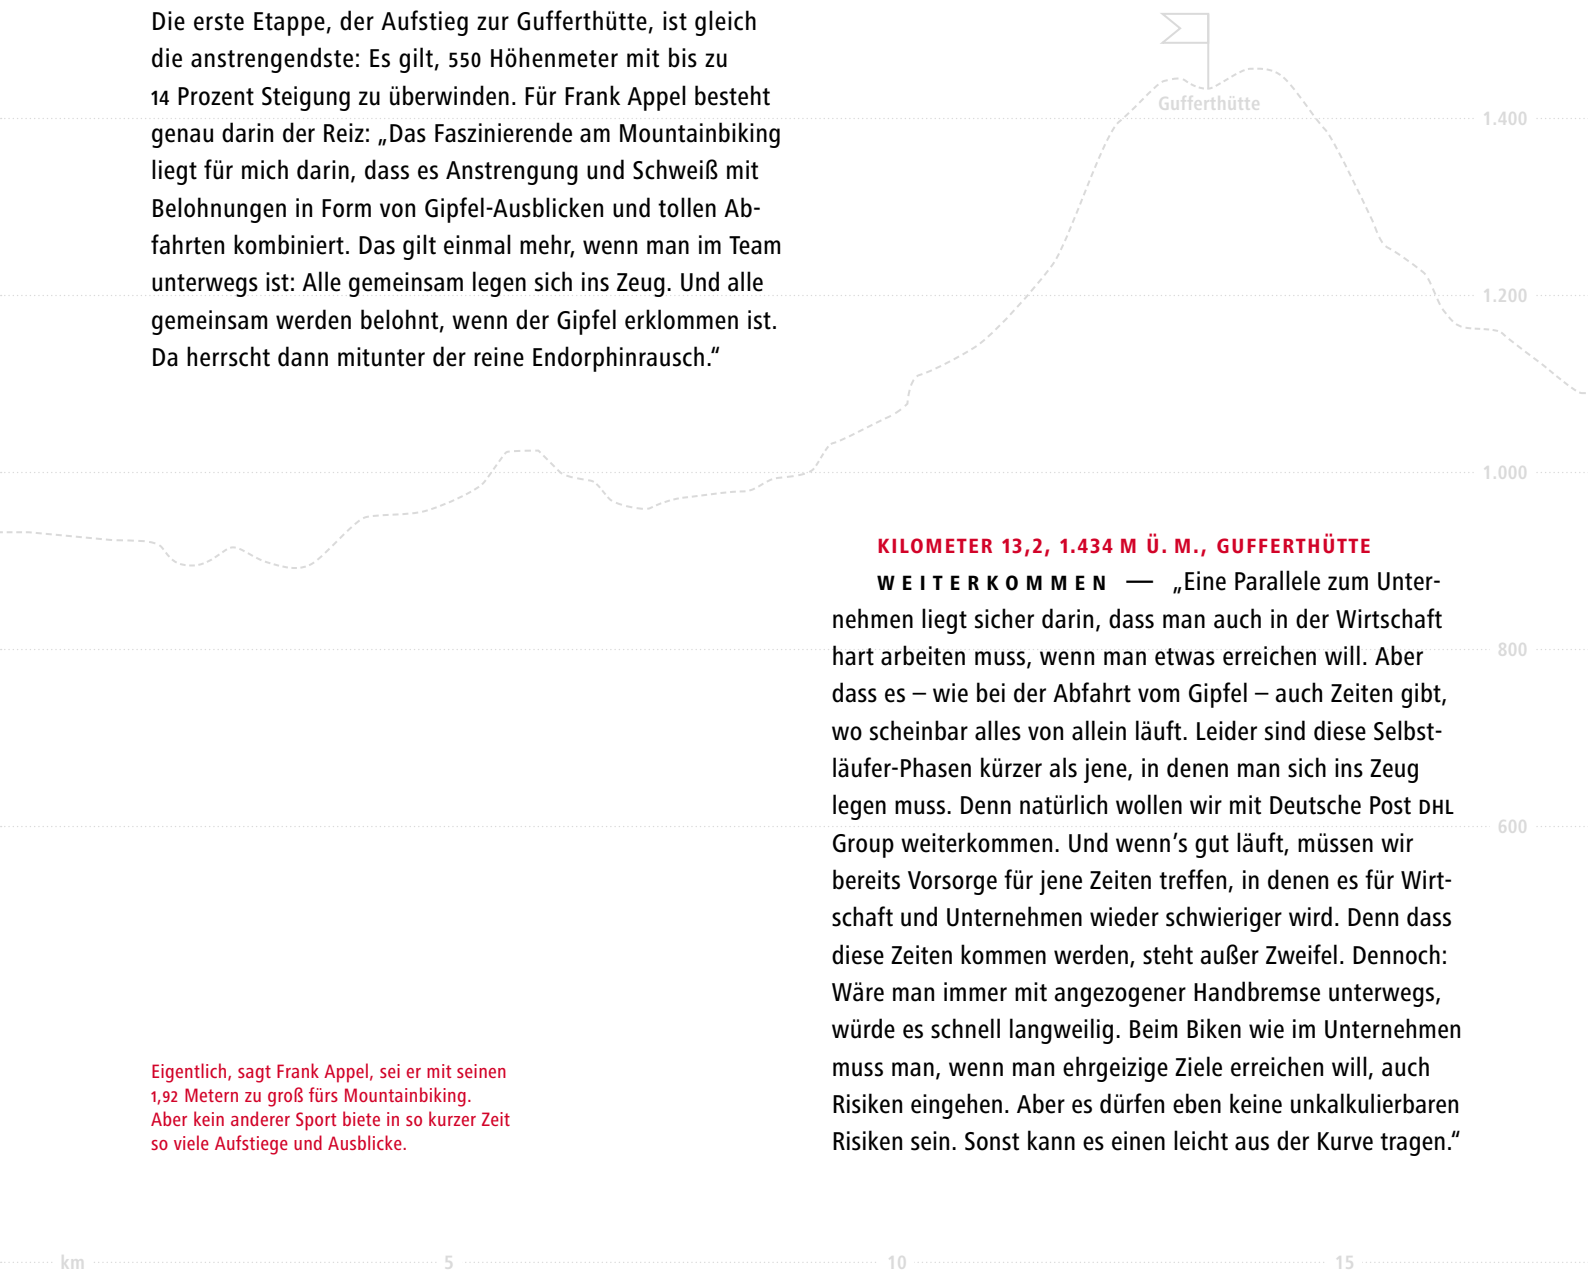 Die erste Etappe, der Aufstieg zur Gufferthütte, ist gleich
die anstrengendste: Es gilt, 550 Höhenmeter mit bis zu
14 Prozent Steigung zu überwinden. Für Frank Appel besteht
genau darin der Reiz: „Das Faszinierende am Mountainbiking
liegt für mich darin, dass es Anstrengung und Schweiß mit
Belohnungen in Form von Gipfel-Ausblicken und tollen Ab-
fahrten kombiniert. Das gilt einmal mehr, wenn man im Team
unterwegs ist: Alle gemeinsam legen sich ins Zeug. Und alle
gemeinsam werden belohnt, wenn der Gipfel erklommen ist.
Da herrscht dann mitunter der reine Endorphinrausch.“
Gufferthütte
1.400
1.200
1.000
800
600
KILOMETER 13,2, 1.434 M Ü. M., GUFFERTHÜTTE
WEITERKOMMEN — „Eine Parallele zum Unter-
nehmen liegt sicher darin, dass man auch in der Wirtschaft
hart arbeiten muss, wenn man etwas erreichen will. Aber
dass es – wie bei der Abfahrt vom Gipfel – auch Zeiten gibt,
wo scheinbar alles von allein läuft. Leider sind diese Selbst-
läufer-Phasen kürzer als jene, in denen man sich ins Zeug
legen muss. Denn natürlich wollen wir mit Deutsche Post DHL
Group weiterkommen. Und wenn’s gut läuft, müssen wir
bereits Vorsorge für jene Zeiten treffen, in denen es für Wirt-
schaft und Unternehmen wieder schwieriger wird. Denn dass
diese Zeiten kommen werden, steht außer Zweifel. Dennoch:
Wäre man immer mit angezogener Handbremse unterwegs,
würde es schnell langweilig. Beim Biken wie im Unternehmen
muss man, wenn man ehrgeizige Ziele erreichen will, auch
Risiken eingehen. Aber es dürfen eben keine unkalkulierbaren
Risiken sein. Sonst kann es einen leicht aus der Kurve tragen.“
Eigentlich, sagt Frank Appel, sei er mit seinen
1,92 Metern zu groß fürs Mountainbiking.
Aber kein anderer Sport biete in so kurzer Zeit
so viele Aufstiege und Ausblicke.
km 5 10 15